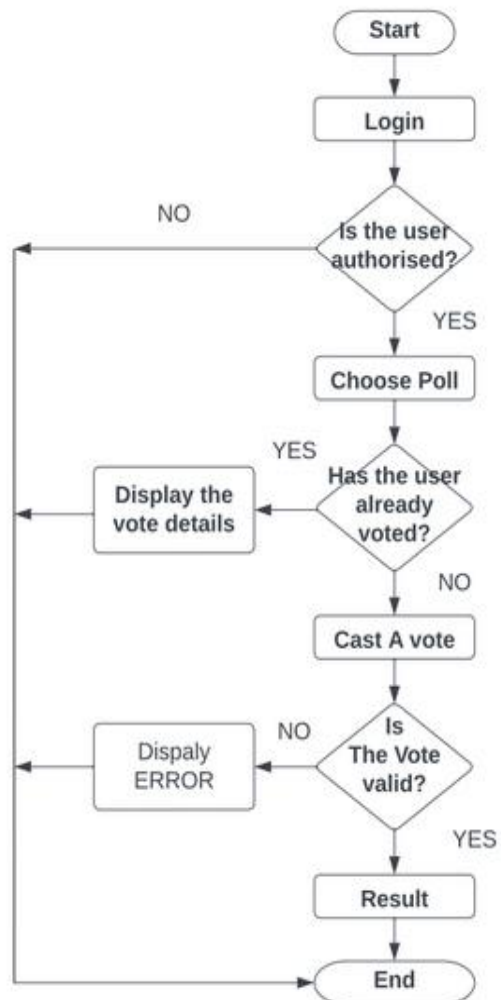 Start
Login
NO
Is the user
authorised?
YES
Choose Poll
YES
Has the user
already
voted?
Display the
vote details
NO
Cast A vote
Is
The Vote
valid?
NO
Dispaly
ERROR
YES
Result
End